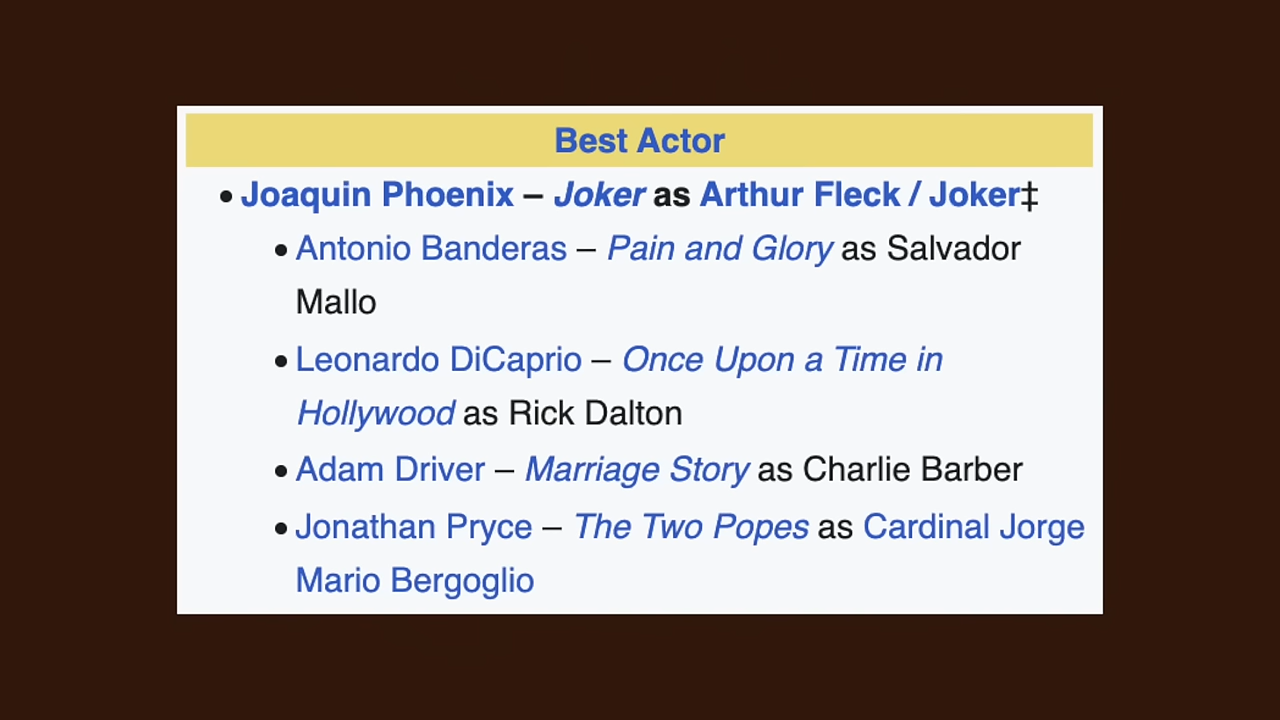 Best Actor
• Joaquin Phoenix – Joker as Arthur Fleck / Joker‡
• Antonio Banderas – Pain and Glory as Salvador
Mallo
• Leonardo DiCaprio – Once Upon a Time in
Hollywood as Rick Dalton
• Adam Driver – Marriage Story as Charlie Barber
• Jonathan Pryce – The Two Popes as Cardinal Jorge
Mario Bergoglio